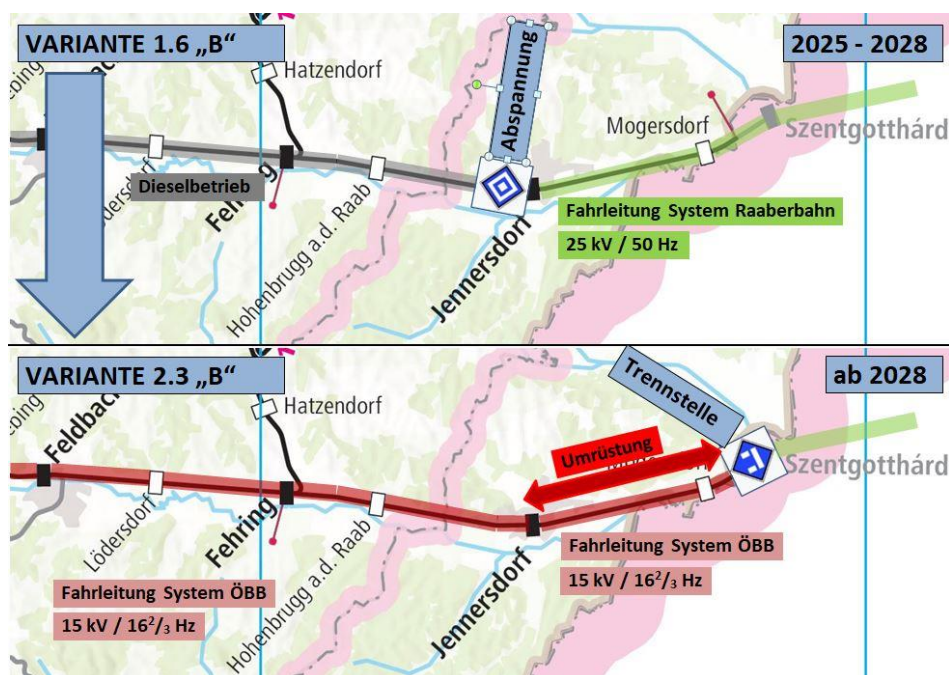 VARIANTE 1.6 „B“
2025 - 2028
Hatzendorf
Abspannung
Mogersdorf
Szentgotthárd
Dieselbetrieb
Fehring
Hohenbrugg a.d. Raab
Jennersdorf
Fahrleitung System Raaberbahn
25 kV / 50 Hz
VARIANTE 2.3 „B“
ab 2028
Trennstelle
Hatzendorf
Feldbach
Umrüstung
Szentgotthárd
Lödersdorf
Fehring
Hohenbrugg a.d. Raab
Jennersdorf
Fahrleitung System ÖBB
15 kV / 16²/₃ Hz
Fahrleitung System ÖBB
15 kV / 16²/₃ Hz